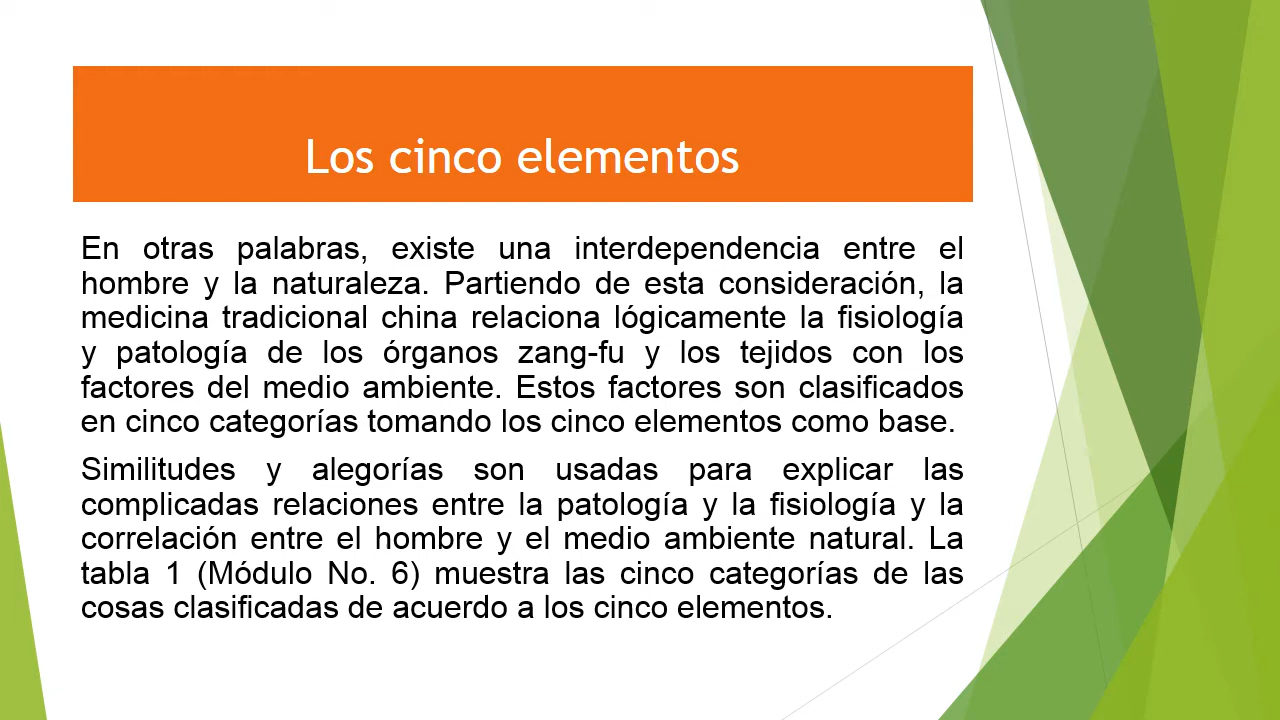 Los cinco elementos
En otras palabras, existe una interdependencia entre el
hombre y la naturaleza. Partiendo de esta consideración, la
medicina tradicional china relaciona lógicamente la fisiología
y patología de los órganos zang-fu y los tejidos con los
factores del medio ambiente. Estos factores son clasificados
en cinco categorías tomando los cinco elementos como base.
Similitudes y alegorías son usadas para explicar las
complicadas relaciones entre la patología y la fisiología y la
correlación entre el hombre y el medio ambiente natural. La
tabla 1 (Módulo No. 6) muestra las cinco categorías de las
cosas clasificadas de acuerdo a los cinco elementos.